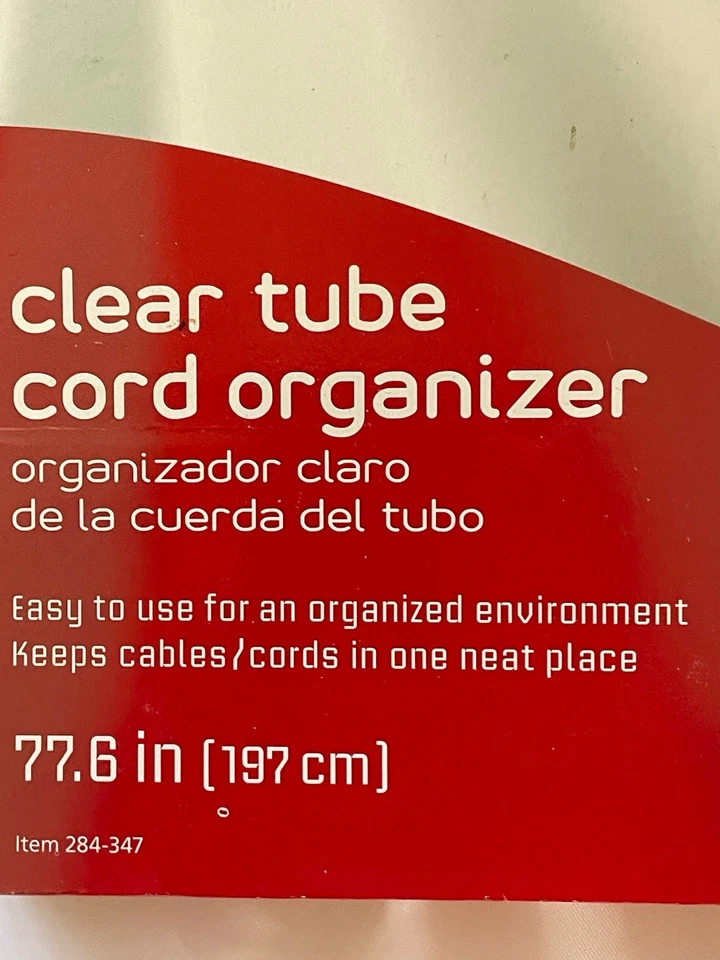 clear tube
cord organizer
organizador claro
de la cuerda del tubo
Easy to use for an organized environment
Keeps cables/cords in one neat place
77.6 in (197 cm)
Item 284-347